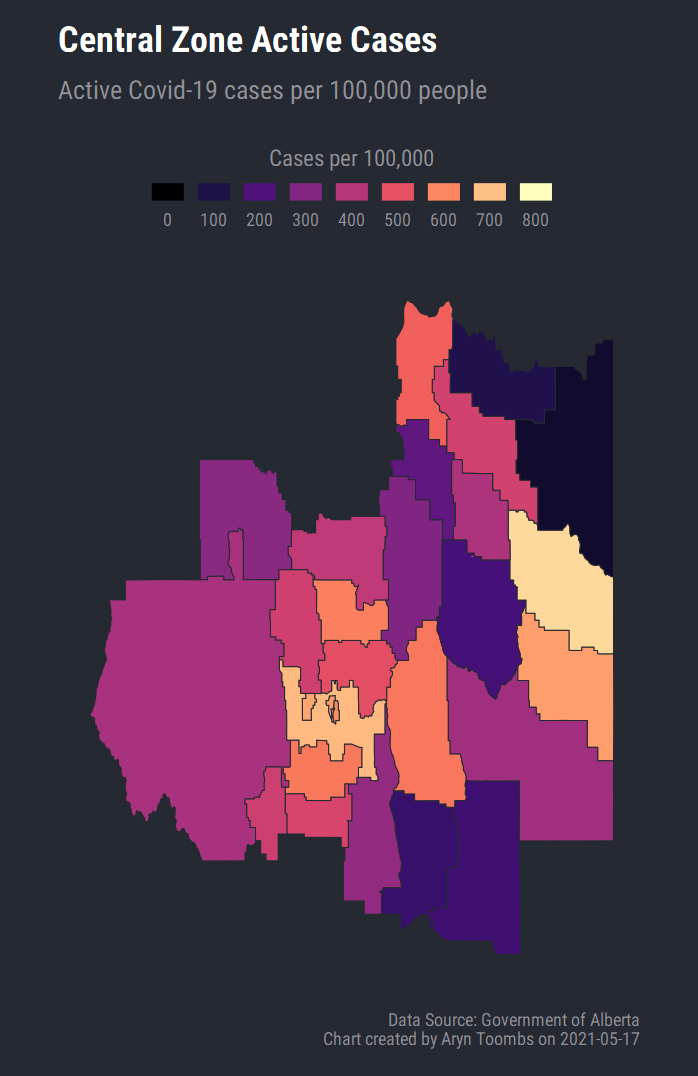 Central Zone Active Cases
Active Covid-19 cases per 100,000 people
Cases per 100,000
0 100 200 300 400 500 600 700 800
Data Source: Government of Alberta
Chart created by Aryn Toombs on 2021-05-17